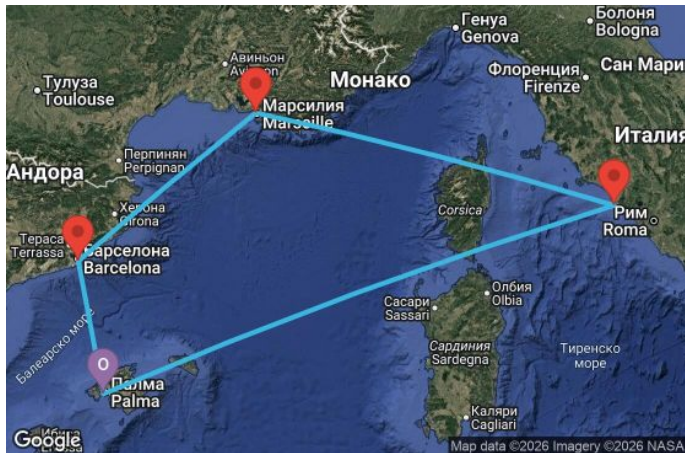 Генуа
Genova
Болоня
Bologna
Авиньон
Avignon
Монако
Флоренция
Firenze
Сан Мари
Тулуза
Toulouse
Марсилия
Marseille
Италия
Перпинян
Perpignan
Андора
Corsica
Херона
Girona
Рим
Roma
Тераса
Terrassa
Барселона
Barcelona
Олбия
Olbia
Сасари
Sassari
Балеарско море
Сардиния
Sardegna
Тиренско
море
O
Палма
Palma
Каляри
Cagliari
Google
Map data ©2026 Imagery ©2026 NASA